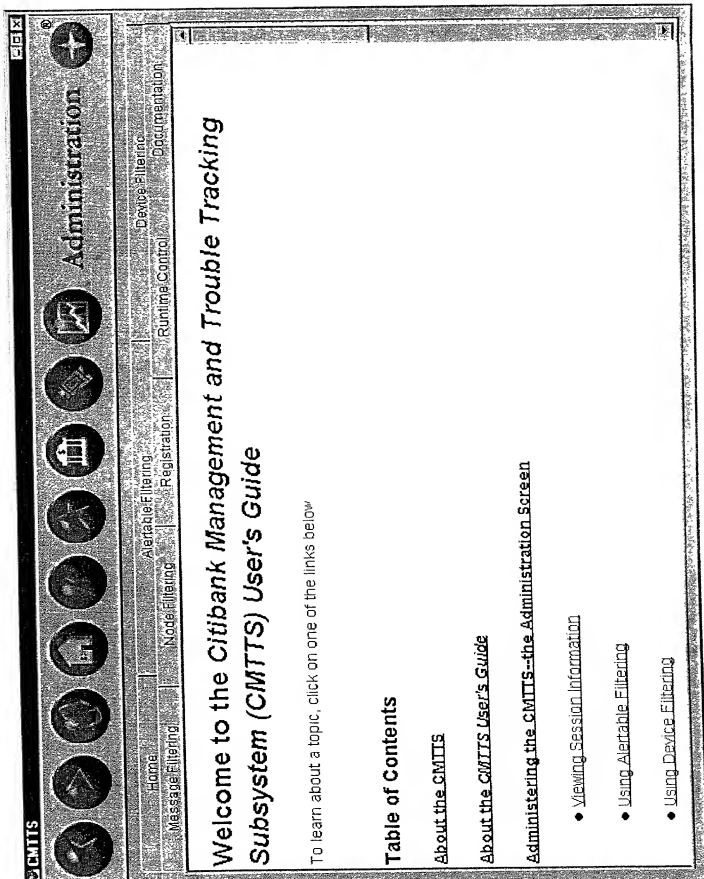 CMTTS
Administration
®
Home
Alertable Filtering
Device Filtering
Message Filtering
Node Filtering
Registration
Runtime Control
Documentation
Welcome to the Citibank Management and Trouble Tracking
Subsystem (CMTTS) User's Guide
To learn about a topic, click on one of the links below
Table of Contents
About the CMTTS
About the CMTTS User's Guide
Administering the CMTTS--the Administration Screen
• Viewing Session Information
• Using Alertable Filtering
• Using Device Filtering